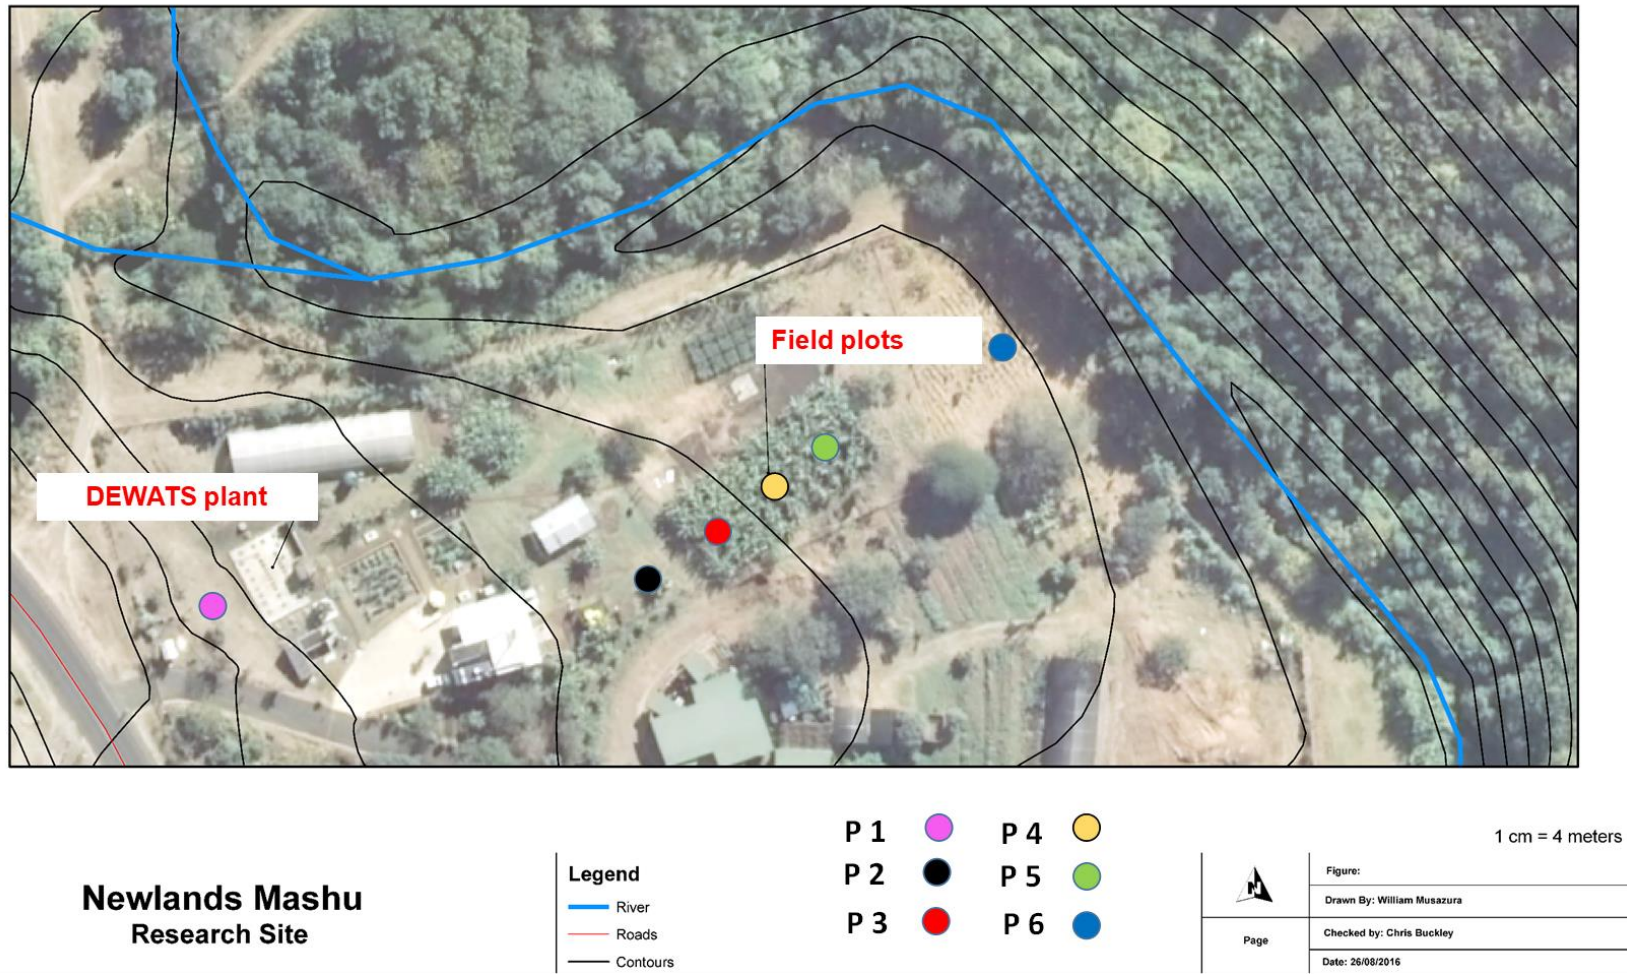 Field plots
DEWATS plant
P 1
P 4
P 2
P 5
P 3
P 6
1 cm = 4 meters
Newlands Mashu
Research Site
Legend
River
Roads
Contours
N
Page
Figure:
Drawn By: William Musazura
Checked by: Chris Buckley
Date: 26/08/2016